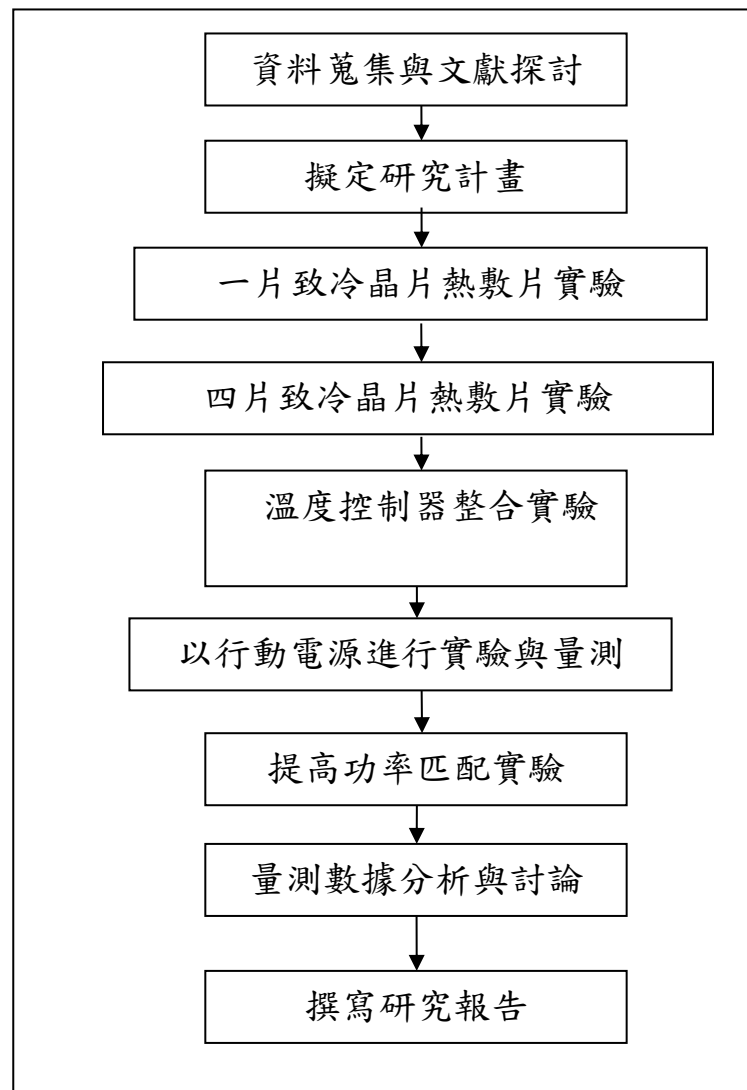 資料蒐集與文獻探討
擬定研究計畫
一片致冷晶片熱敷片實驗
四片致冷晶片熱敷片實驗
溫度控制器整合實驗
以行動電源進行實驗與量測
提高功率匹配實驗
量測數據分析與討論
撰寫研究報告